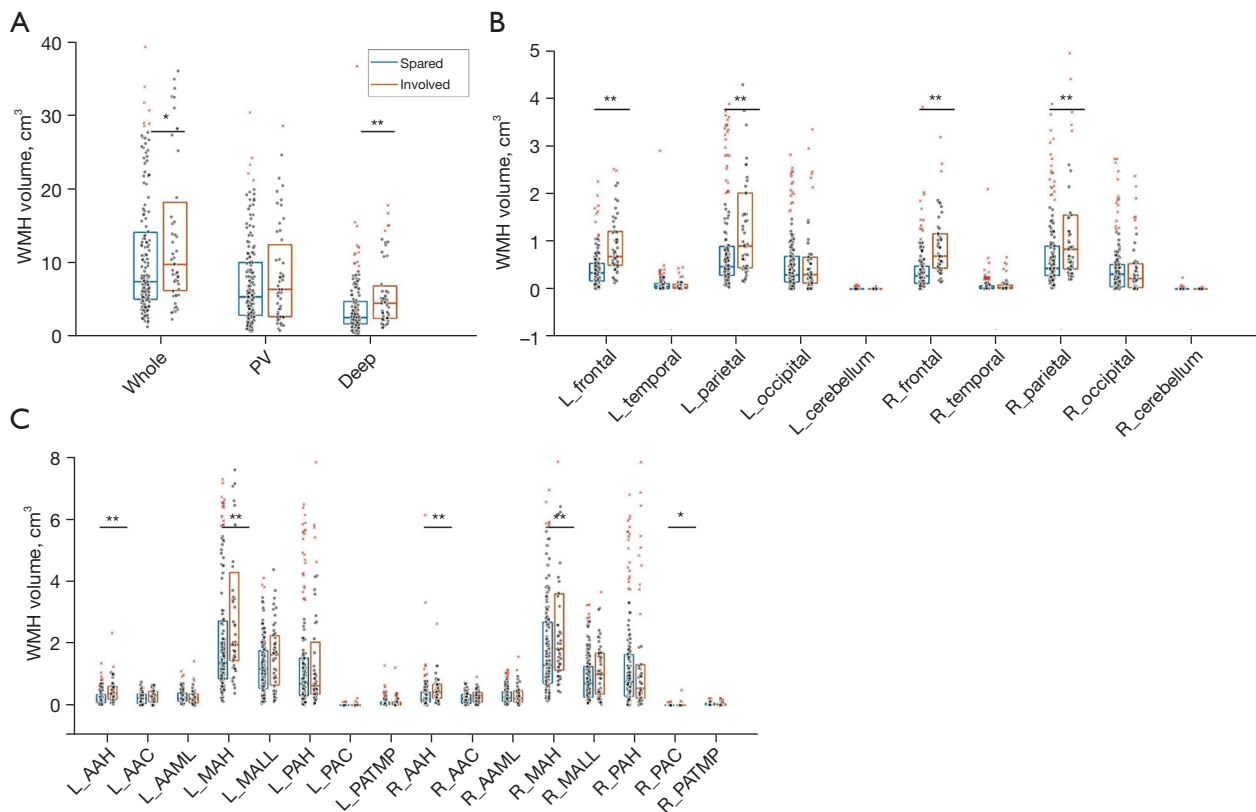 A
WMH volume, cm³
40
30
20
10
0
Spared
Involved
*
**
Whole
PV
Deep
B
WMH volume, cm³
5
4
3
2
1
0
−1
**
**
**
**
L_frontal
L_temporal
L_parietal
L_occipital
L_cerebellum
R_frontal
R_temporal
R_parietal
R_occipital
R_cerebellum
C
WMH volume, cm³
8
6
4
2
0
**
**
**
**
*
L_AAH
L_AAC
L_AAML
L_MAH
L_MALL
L_PAH
L_PAC
L_PATMP
R_AAH
R_AAC
R_AAML
R_MAH
R_MALL
R_PAH
R_PAC
R_PATMP